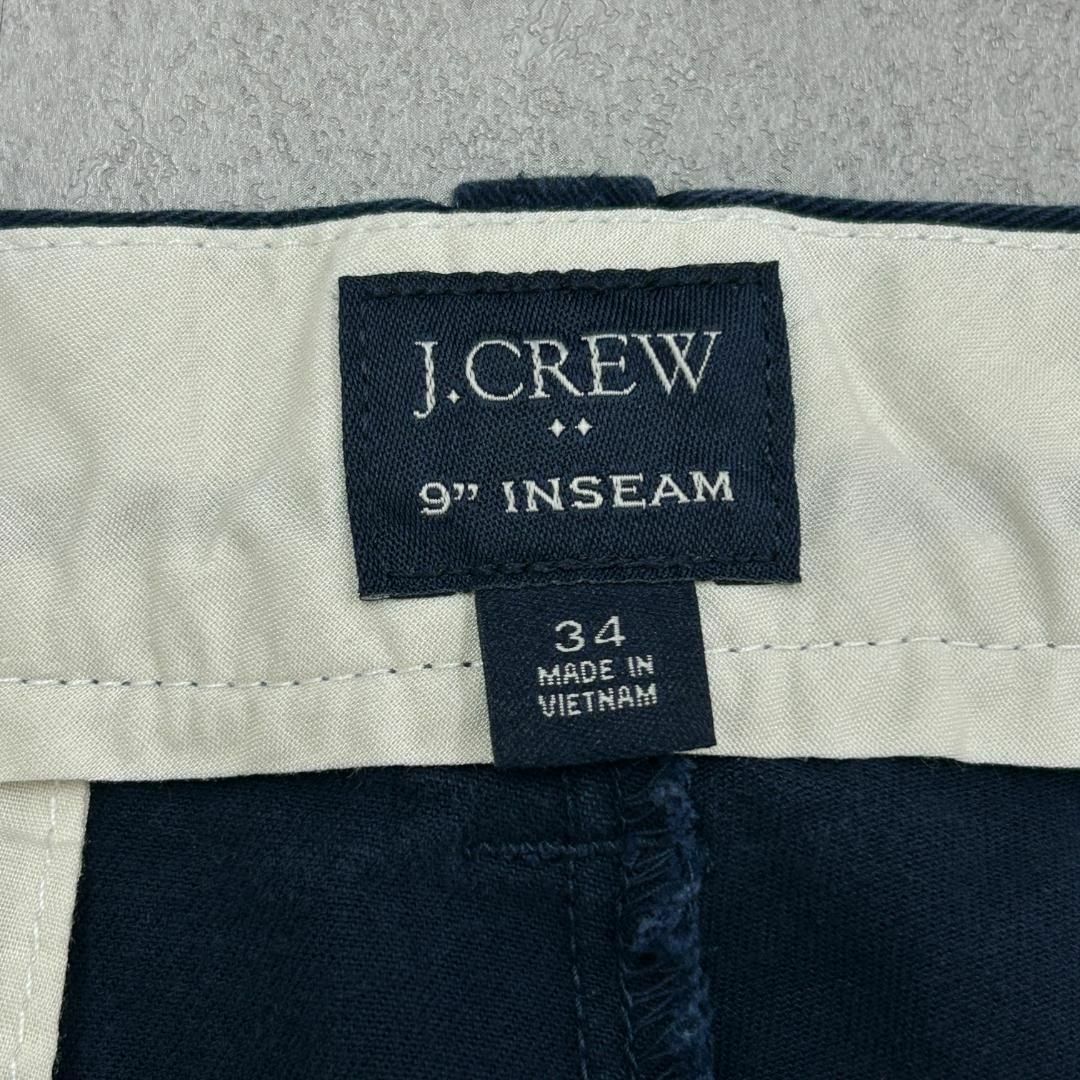 J.CREW
9” INSEAM
34
MADE IN
VIETNAM